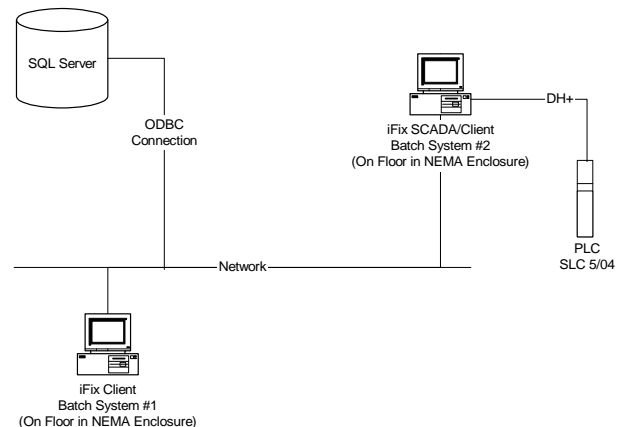 SQL Server
ODBC
Connection
iFix SCADA/Client
Batch System #2
(On Floor in NEMA Enclosure)
DH+
PLC
SLC 5/04
Network
iFix Client
Batch System #1
(On Floor in NEMA Enclosure)